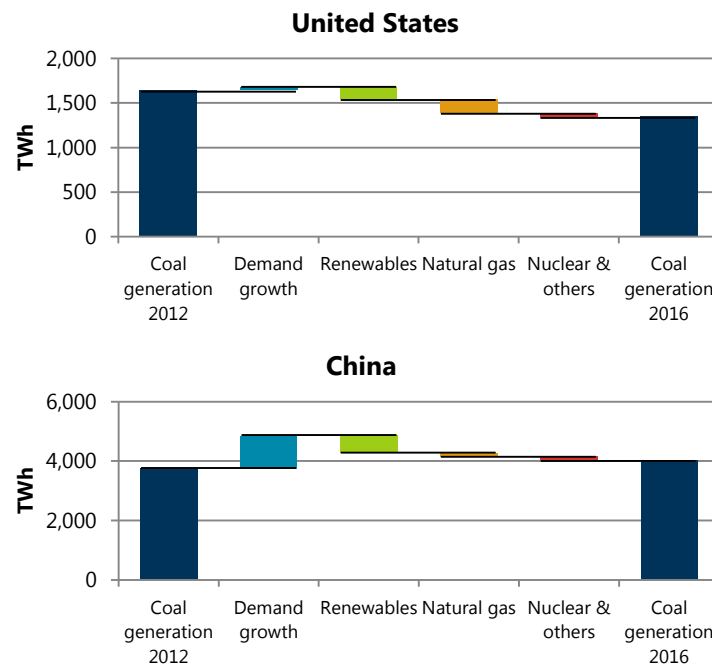 United States
TWh
2,000
1,500
1,000
500
0
Coal generation 2012
Demand growth
Renewables
Natural gas
Nuclear & others
Coal generation 2016
China
TWh
6,000
4,000
2,000
0
Coal generation 2012
Demand growth
Renewables
Natural gas
Nuclear & others
Coal generation 2016